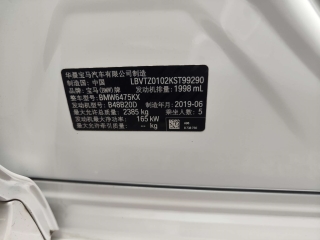 华晨宝马汽车有限公司制造
制造国：中国 LBVTZ0102KST99290
品牌：宝马(BMW)牌 发动机排量：1998 mL
整车型号：BMW6475KX
发动机型号：B48B20D 制造年月：2019-06
最大允许总质量：2385 kg 乘坐人数：5
发动机最大净功率：165 kW